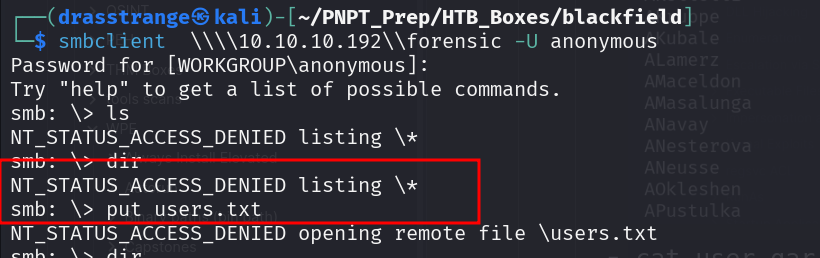 ┌──(drasstrange㉿kali)-[~/PNPT_Prep/HTB_Boxes/blackfield]
└─$ smbclient \\\\10.10.10.192\\forensic -U anonymous
Password for [WORKGROUP\anonymous]:
Try "help" to get a list of possible commands.
smb: \> ls
NT_STATUS_ACCESS_DENIED listing \*
smb: \> dir
NT_STATUS_ACCESS_DENIED listing \*
smb: \> put users.txt
NT_STATUS_ACCESS_DENIED opening remote file \users.txt
smb: \> dir
AKubale
ALamerz
AMaceldon
AMasalunga
ANavay
ANesterova
ANeusse
AOkleshen
APustulka